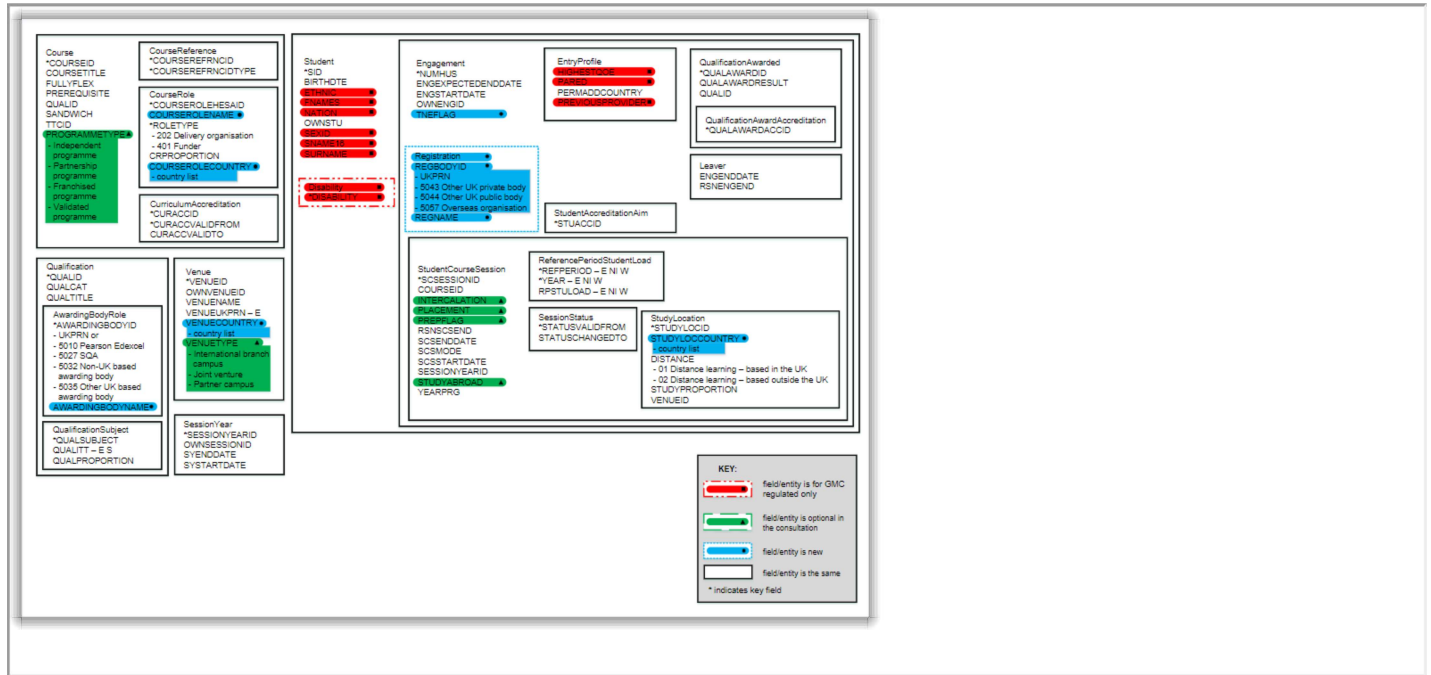 Course
*COURSEID
COURSETITLE
FULLYFLEX
PREREQUISITE
QUALID
SANDWICH
TTCID
PROGRAMMETYPE
- Independent
programme
- Partnership
programme
- Franchised
programme
- Validated
programme
CourseReference
*COURSEREFRNCID
*COURSEREFRNCIDTYPE
CourseRole
*COURSEROLEHESAID
COURSEROLENAME
*ROLETYPE
- 202 Delivery organisation
- 401 Funder
CRPROPORTION
COURSEROLECOUNTRY
- country list
CurriculumAccreditation
*CURACCID
*CURACCVALIDFROM
CURACCVALIDTO
Qualification
*QUALID
QUALCAT
QUALTITLE
AwardingBodyRole
*AWARDINGBODYID
- UKPRN or
- 5010 Pearson Edexcel
- 5027 SQA
- 5032 Non-UK based
awarding body
- 5035 Other UK based
awarding body
AWARDINGBODYNAME
QualificationSubject
*QUALSUBJECT
QUALITT – E S
QUALPROPORTION
Venue
*VENUEID
OWNVENUEID
VENUENAME
VENUEUKPRN – E
VENUECOUNTRY
- country list
VENUETYPE
- International branch
campus
- Joint venture
- Partner campus
SessionYear
*SESSIONYEARID
OWNSESSIONID
SYENDDATE
SYSTARTDATE
Student
*SID
BIRTHDTE
ETHNIC
FNAMES
NATION
OWNSTU
SEXID
SNAME16
SURNAME
Disability
*DISABILITY
Engagement
*NUMHUS
ENGEXPECTEDENDDATE
ENGSTARTDATE
OWNENGID
TNEFLAG
Registration
REGBODYID
- UKPRN
- 5043 Other UK private body
- 5044 Other UK public body
- 5057 Overseas organisation
REGNAME
EntryProfile
HIGHESTQOE
PARED
PERMADDCOUNTRY
PREVIOUSPROVIDER
StudentAccreditationAim
*STUACCID
QualificationAwarded
*QUALAWARDID
QUALAWARDRESULT
QUALID
QualificationAwardAccreditation
*QUALAWARDACCID
Leaver
ENGENDDATE
RSNENGEND
StudentCourseSession
*SCSESSIONID
COURSEID
INTERCALATION
PLACEMENT
PREPFLAG
RSNSCSEND
SCSENDDATE
SCSMODE
SCSSTARTDATE
SESSIONYEARID
STUDYABROAD
YEARPRG
ReferencePeriodStudentLoad
*REFPERIOD – E NI W
*YEAR – E NI W
RPSTULOAD – E NI W
SessionStatus
*STATUSVALIDFROM
STATUSCHANGEDTO
StudyLocation
*STUDYLOCID
STUDYLOCCOUNTRY
- country list
DISTANCE
- 01 Distance learning – based in the UK
- 02 Distance learning – based outside the UK
STUDYPROPORTION
VENUEID
KEY:
field/entity is for GMC
regulated only
field/entity is optional in
the consultation
field/entity is new
field/entity is the same
* indicates key field